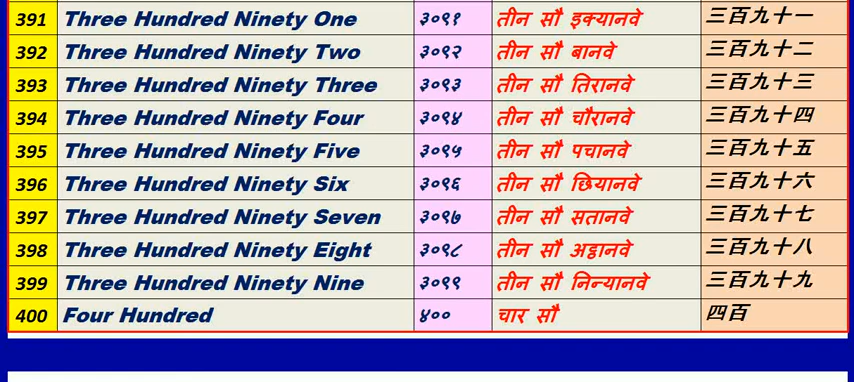 391 Three Hundred Ninety One ३०९१ तीन सौ इक्यानवे 三百九十一
392 Three Hundred Ninety Two ३०९२ तीन सौ बानवे 三百九十二
393 Three Hundred Ninety Three ३०९३ तीन सौ तिरानवे 三百九十三
394 Three Hundred Ninety Four ३०९४ तीन सौ चौरानवे 三百九十四
395 Three Hundred Ninety Five ३०९५ तीन सौ पचानवे 三百九十五
396 Three Hundred Ninety Six ३०९६ तीन सौ छियानवे 三百九十六
397 Three Hundred Ninety Seven ३०९७ तीन सौ सतानवे 三百九十七
398 Three Hundred Ninety Eight ३०९८ तीन सौ अट्ठानवे 三百九十八
399 Three Hundred Ninety Nine ३०९९ तीन सौ निन्यानवे 三百九十九
400 Four Hundred ४०० चार सौ 四百